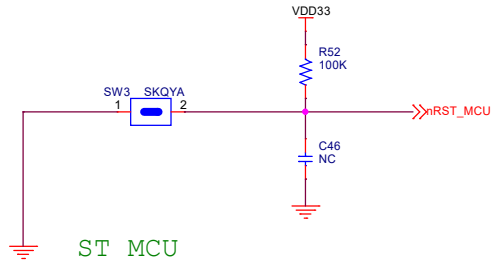 VDD33
R52
100K
SW3 SKQYA
1 2
nRST_MCU
C46
NC
ST MCU